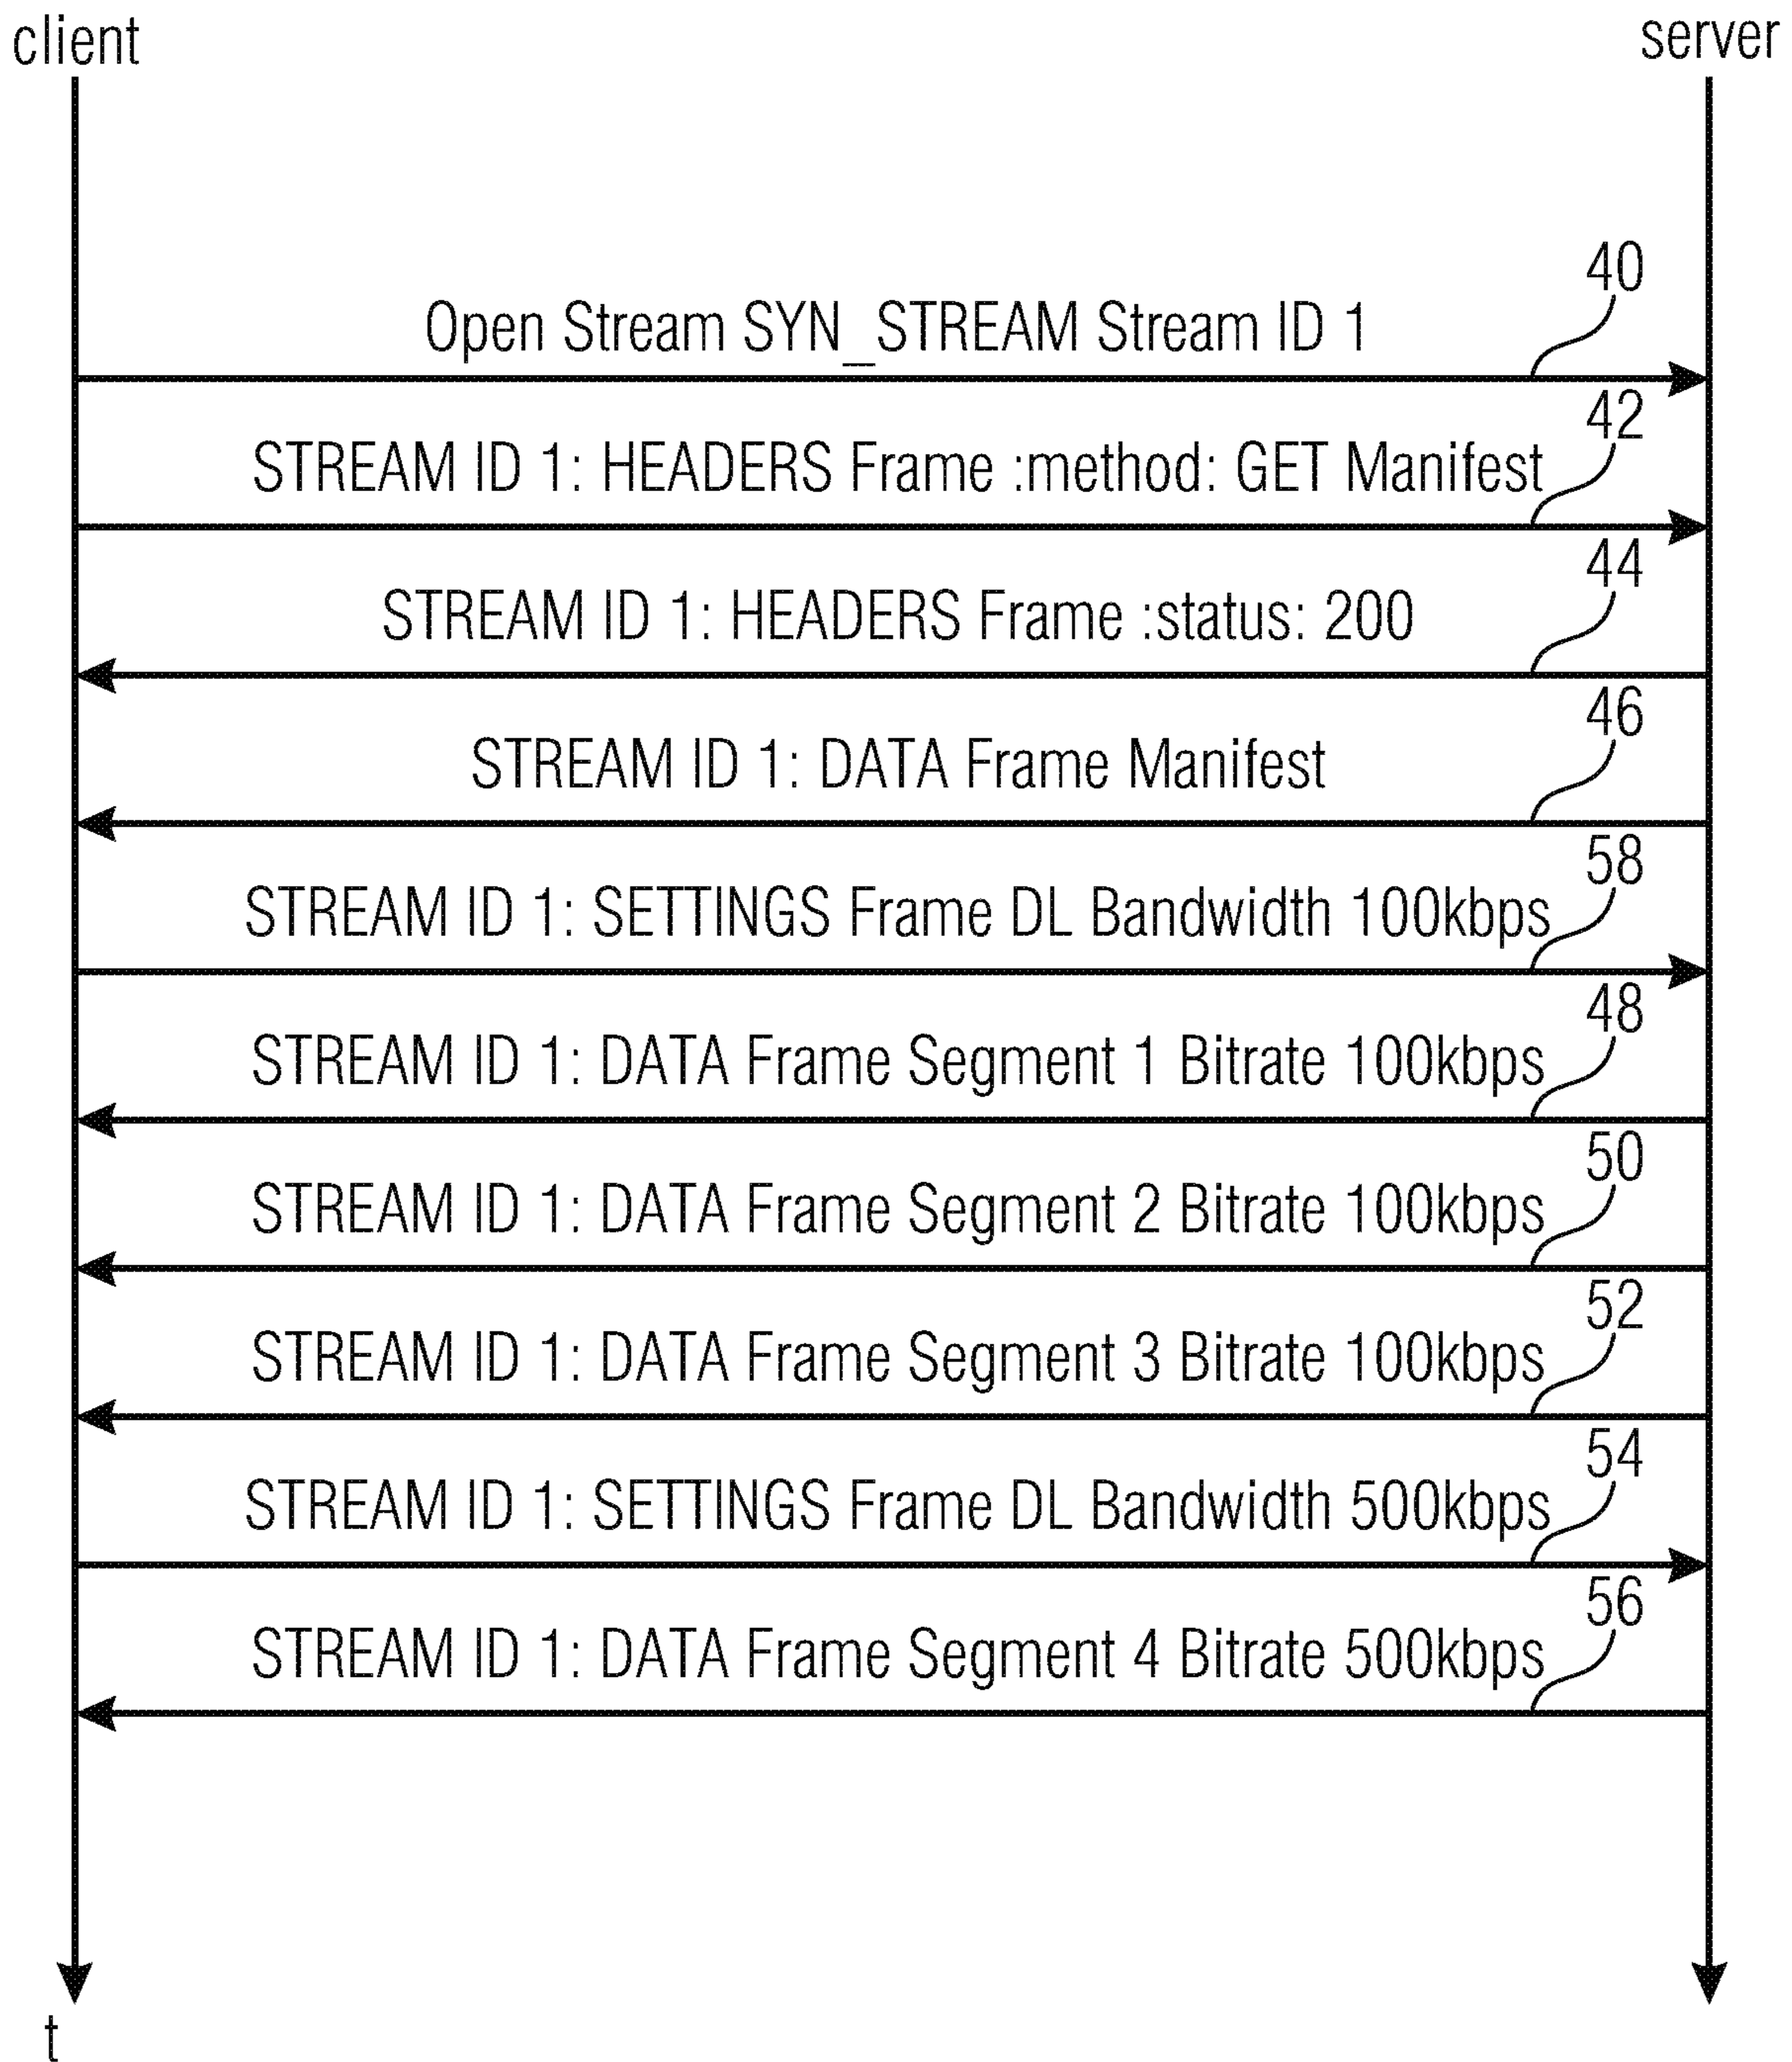 client
server
40
Open Stream SYN_STREAM Stream ID 1
42
STREAM ID 1: HEADERS Frame :method: GET Manifest
44
STREAM ID 1: HEADERS Frame :status: 200
46
STREAM ID 1: DATA Frame Manifest
58
STREAM ID 1: SETTINGS Frame DL Bandwidth 100kbps
48
STREAM ID 1: DATA Frame Segment 1 Bitrate 100kbps
50
STREAM ID 1: DATA Frame Segment 2 Bitrate 100kbps
52
STREAM ID 1: DATA Frame Segment 3 Bitrate 100kbps
54
STREAM ID 1: SETTINGS Frame DL Bandwidth 500kbps
56
STREAM ID 1: DATA Frame Segment 4 Bitrate 500kbps
t